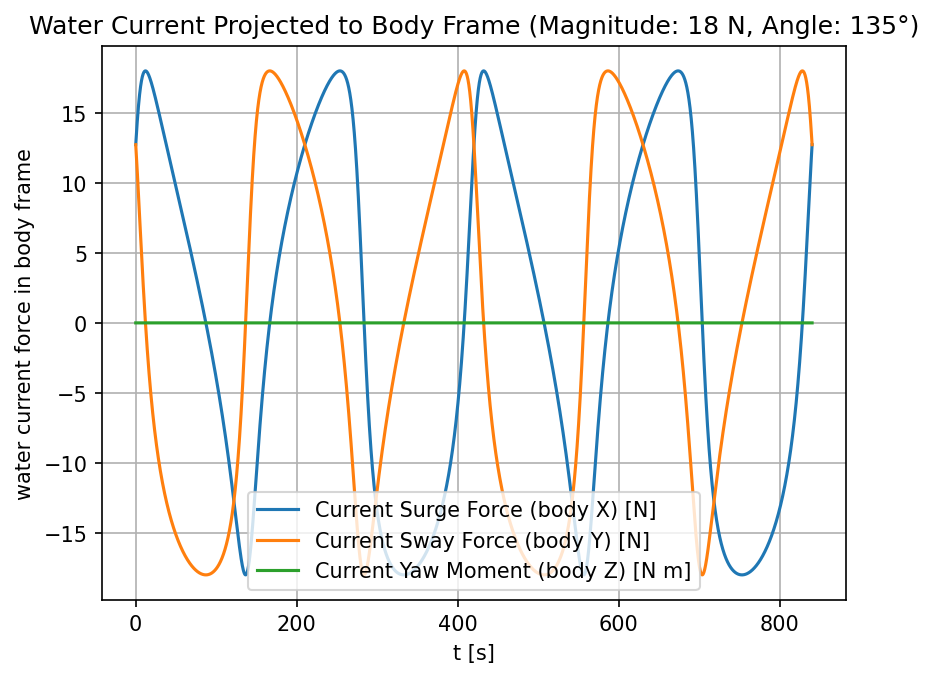 Water Current Projected to Body Frame (Magnitude: 18 N, Angle: 135°)
water current force in body frame
15
10
5
0
−5
−10
−15
Current Surge Force (body X) [N]
Current Sway Force (body Y) [N]
Current Yaw Moment (body Z) [N m]
0 200 400 600 800
t [s]